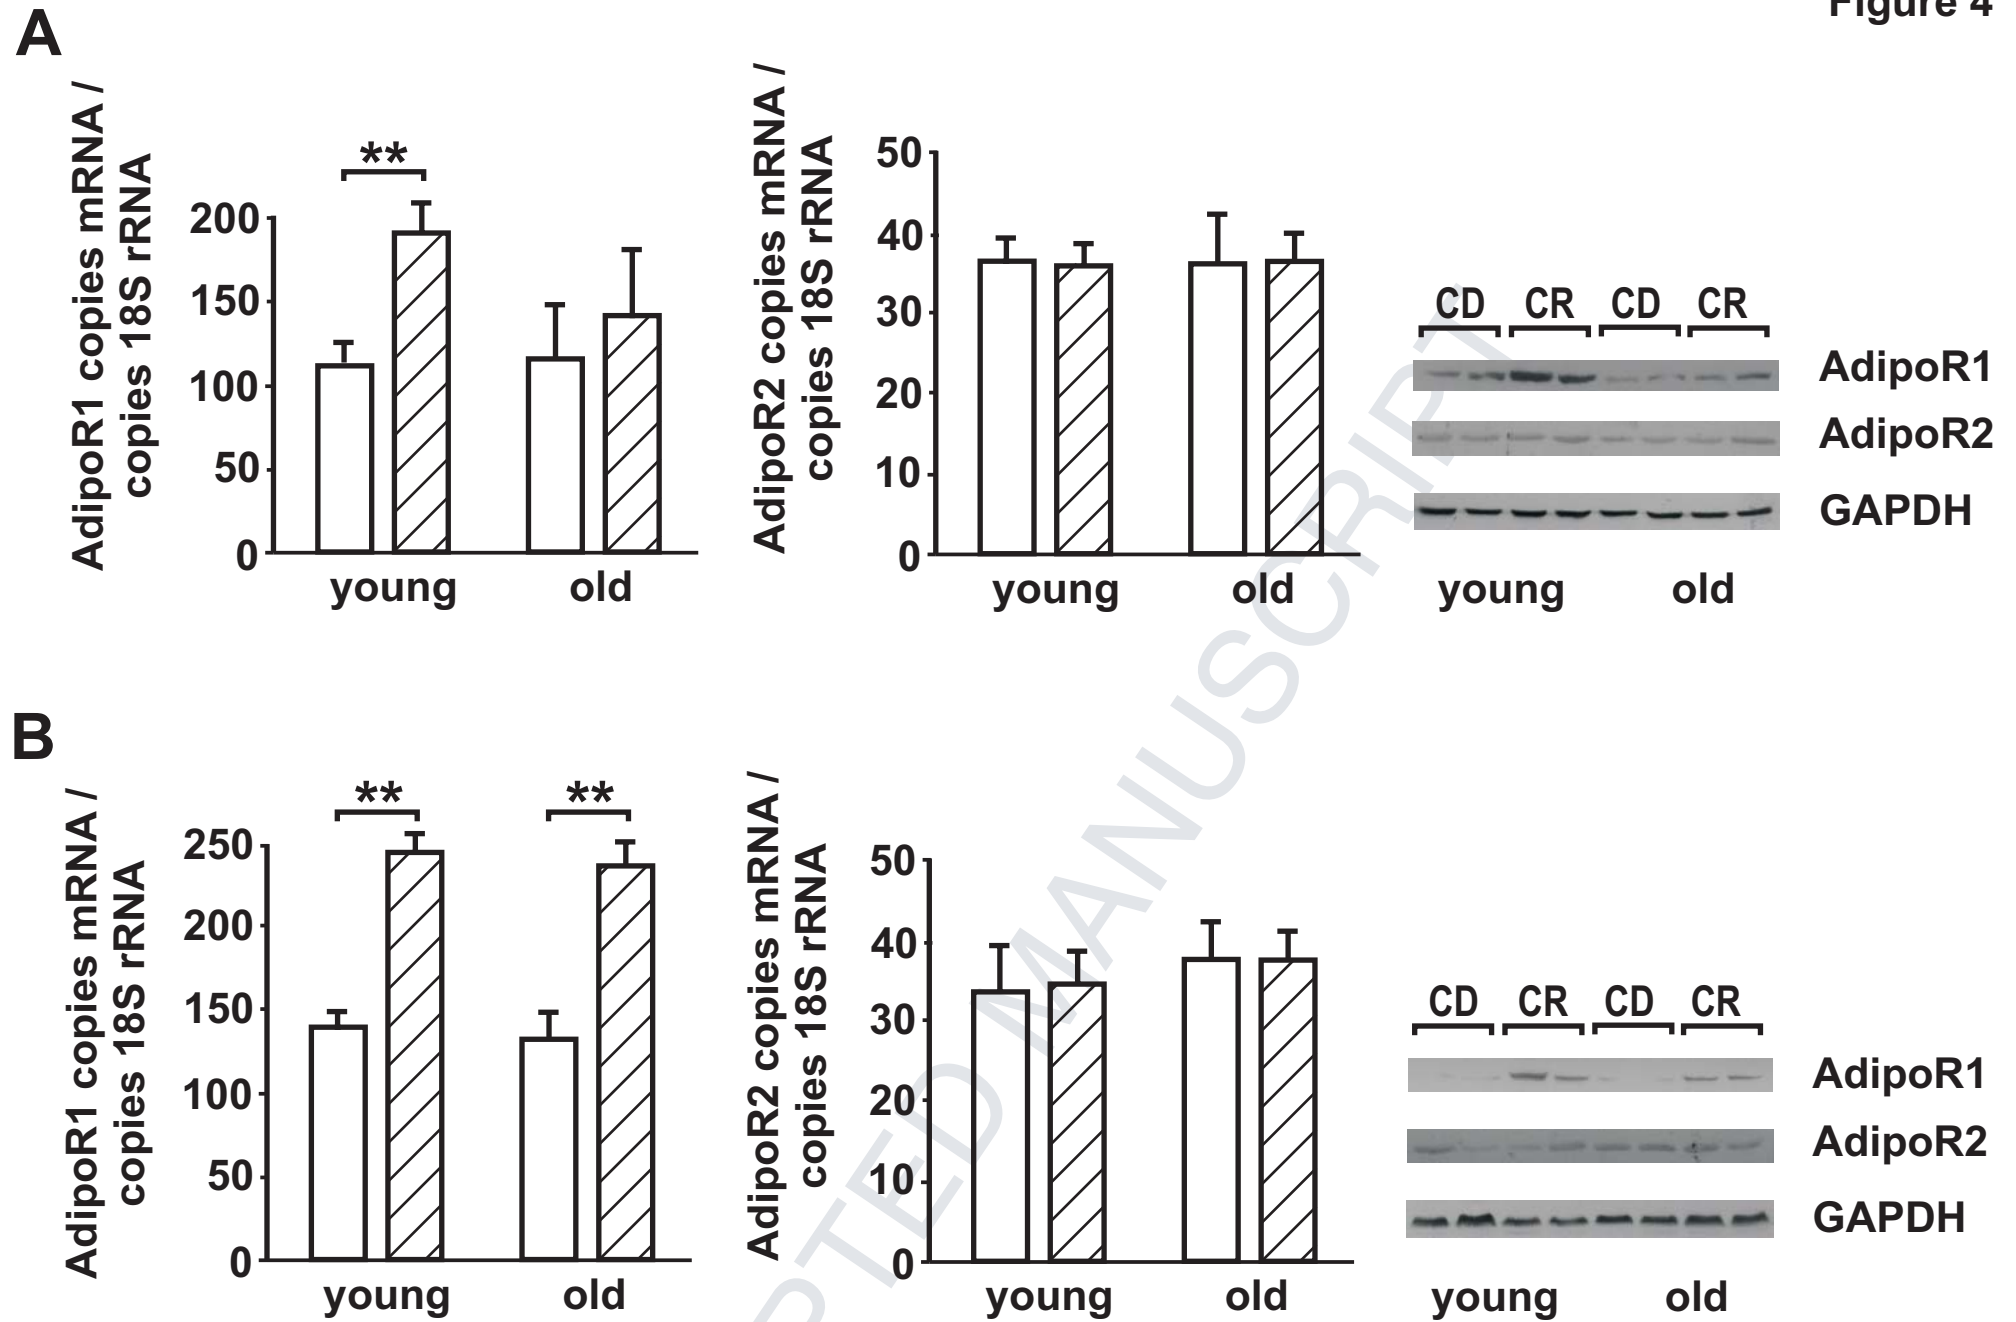 Figure 4
A
AdipoR1 copies mRNA /
copies 18S rRNA
**
200
150
100
50
0
young old
AdipoR2 copies mRNA /
copies 18S rRNA
50
40
30
20
10
0
young old
CD CR CD CR
AdipoR1
AdipoR2
GAPDH
young old
B
AdipoR1 copies mRNA /
copies 18S rRNA
** **
250
200
150
100
50
0
young old
AdipoR2 copies mRNA /
copies 18S rRNA
50
40
30
20
10
0
young old
CD CR CD CR
AdipoR1
AdipoR2
GAPDH
young old
PTED MANUSCRIPT